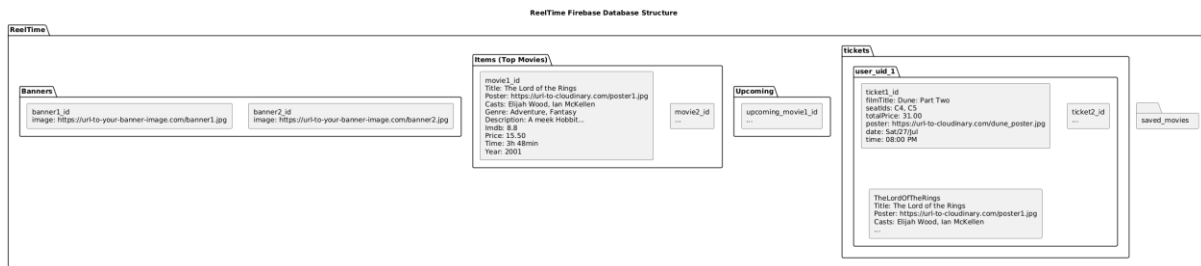 ReelTime Firebase Database Structure
ReelTime
Banners
banner1_id
image: https://url-to-your-banner-image.com/banner1.jpg
banner2_id
image: https://url-to-your-banner-image.com/banner2.jpg
Items (Top Movies)
movie1_id
Title: The Lord of the Rings
Poster: https://url-to-cloudinary.com/poster1.jpg
Casts: Elijah Wood, Ian McKellen
Genre: Adventure, Fantasy
Description: A meek Hobbit...
Imdb: 8.8
Price: 15.50
Time: 3h 48min
Year: 2001
movie2_id
...
Upcoming
upcoming_movie1_id
...
tickets
user_uid_1
ticket1_id
filmTitle: Dune: Part Two
seatIds: C4, C5
totalPrice: 31.00
poster: https://url-to-cloudinary.com/dune_poster.jpg
date: Sat/27/Jul
time: 08:00 PM
ticket2_id
...
TheLordOfTheRings
Title: The Lord of the Rings
Poster: https://url-to-cloudinary.com/poster1.jpg
Casts: Elijah Wood, Ian McKellen
...
saved_movies